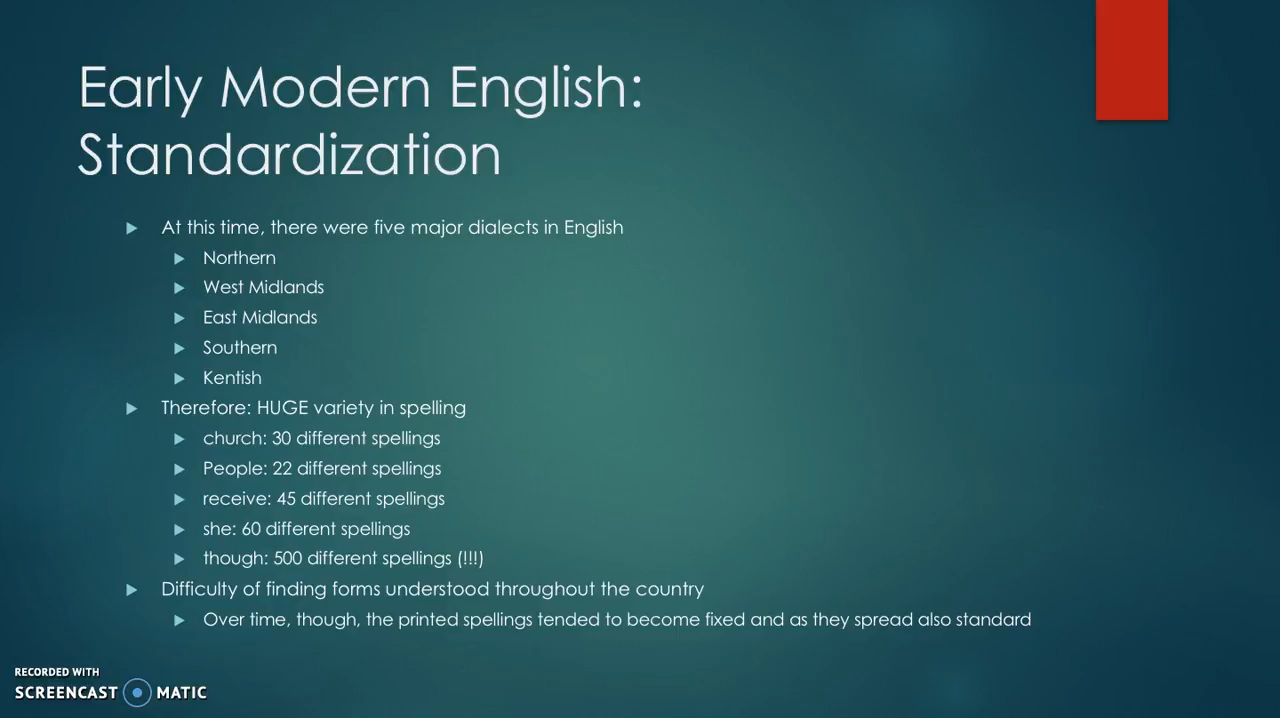 Early Modern English:
Standardization
At this time, there were five major dialects in English
Northern
West Midlands
East Midlands
Southern
Kentish
Therefore: HUGE variety in spelling
church: 30 different spellings
People: 22 different spellings
receive: 45 different spellings
she: 60 different spellings
though: 500 different spellings (!!!)
Difficulty of finding forms understood throughout the country
Over time, though, the printed spellings tended to become fixed and as they spread also standard
RECORDED WITH
SCREENCAST MATIC